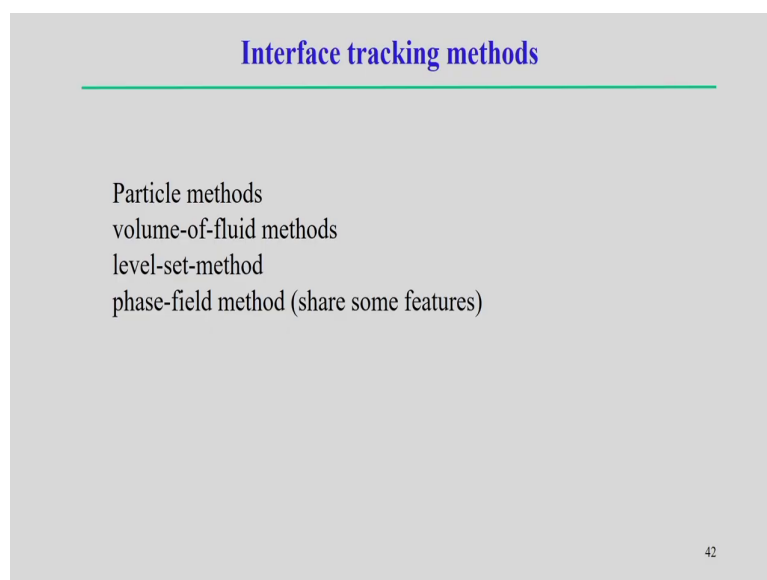 Interface tracking methods
Particle methods
volume-of-fluid methods
level-set-method
phase-field method (share some features)
42